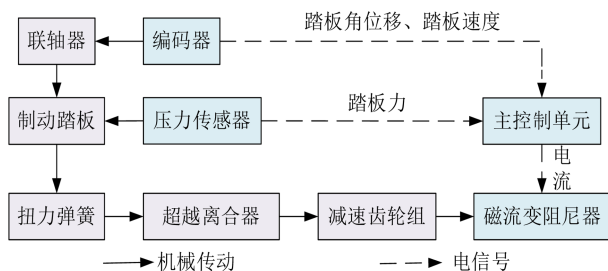 联轴器
编码器
踏板角位移、踏板速度
制动踏板
压力传感器
踏板力
主控制单元
电
流
扭力弹簧
超越离合器
减速齿轮组
磁流变阻尼器
机械传动
电信号